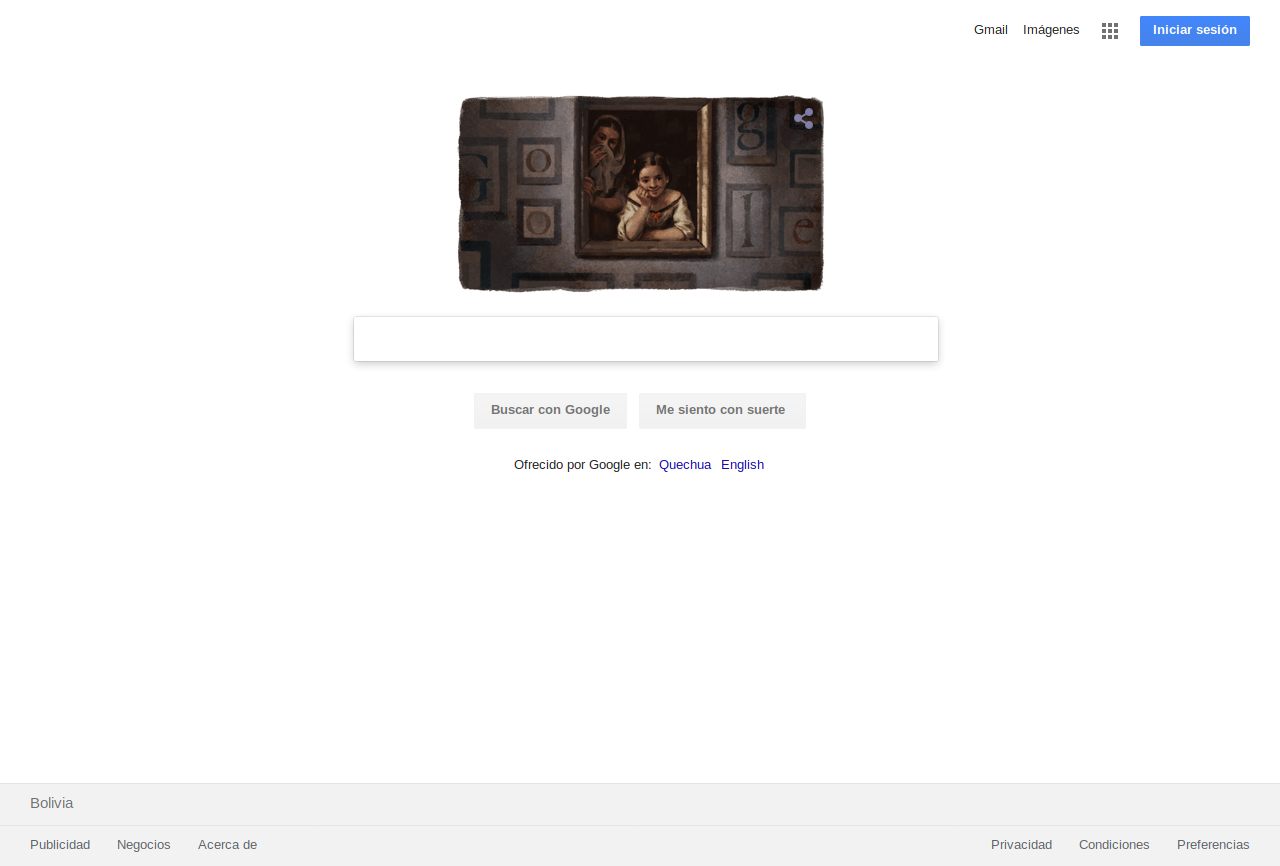 Gmail Imágenes Iniciar sesión
G o o g l e
Buscar con Google Me siento con suerte
Ofrecido por Google en: Quechua English
Bolivia
Publicidad Negocios Acerca de Privacidad Condiciones Preferencias